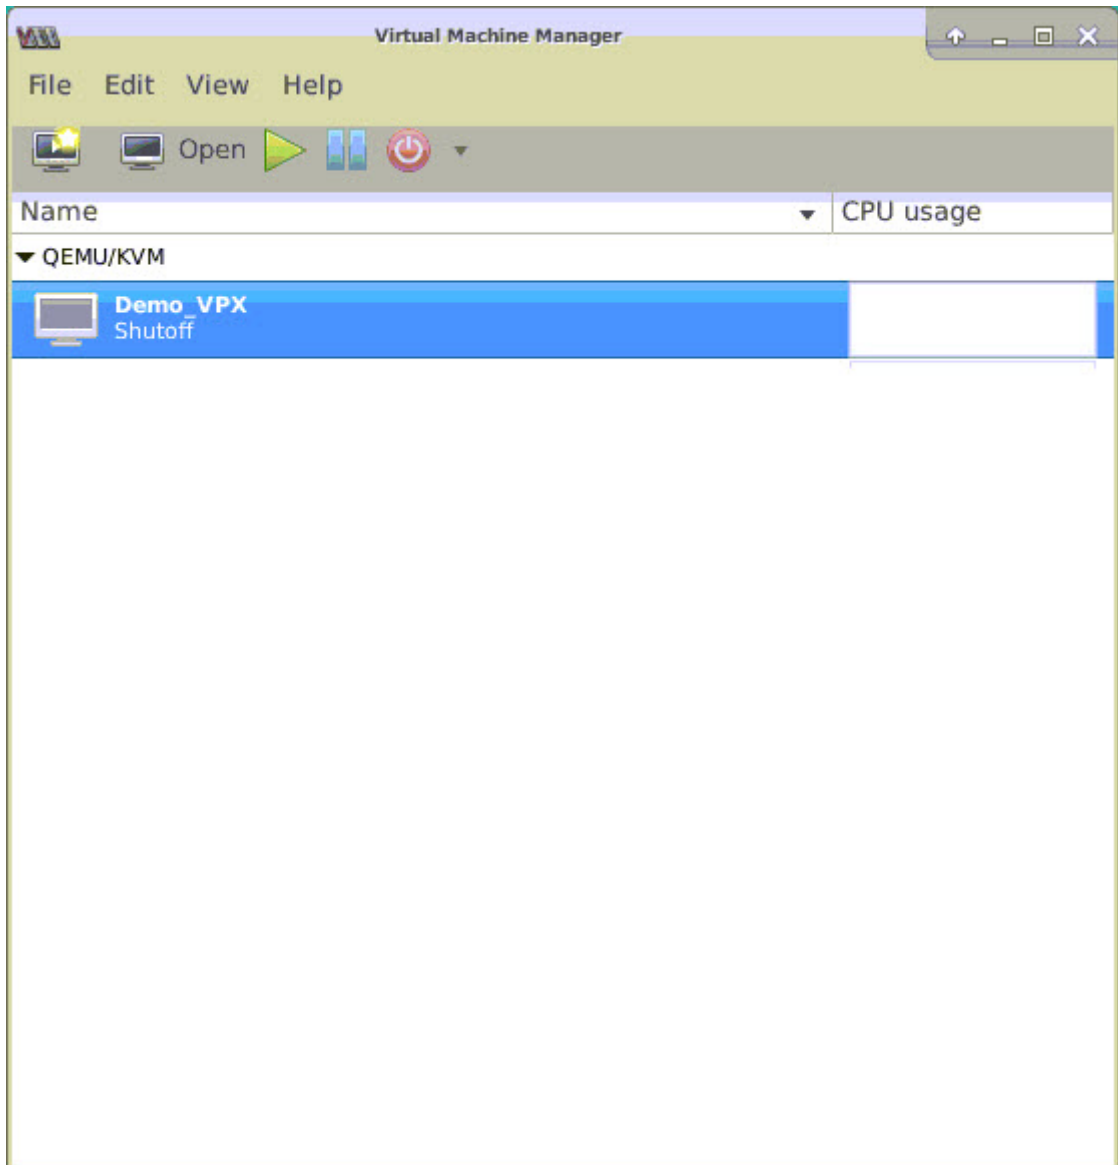 Virtual Machine Manager
File Edit View Help
Open
Name CPU usage
QEMU/KVM
Demo_VPX
Shutoff